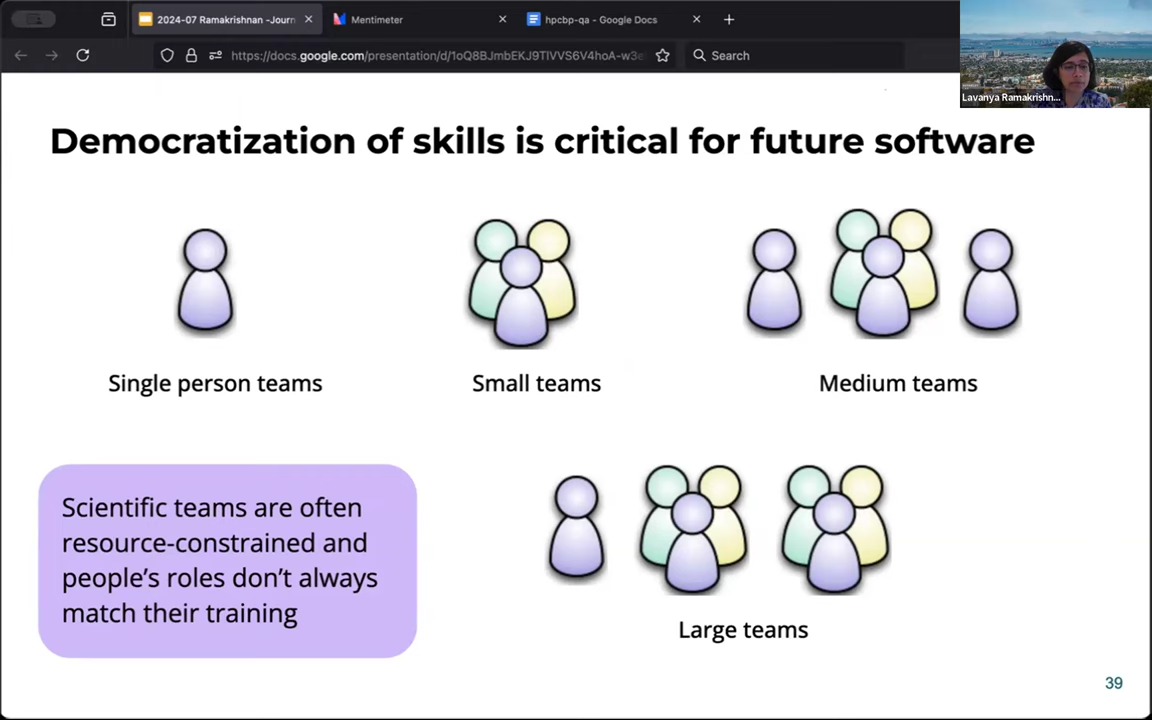 2024-07 Ramakrishnan -Journ
Mentimeter
hpcbp-qa - Google Docs
https://docs.google.com/presentation/d/1oQ8BJmbEKJ9TlVVS6V4hoA-w3e
Search
Lavanya Ramakrishn...
Democratization of skills is critical for future software
Single person teams
Small teams
Medium teams
Scientific teams are often
resource-constrained and
people's roles don't always
match their training
Large teams
39